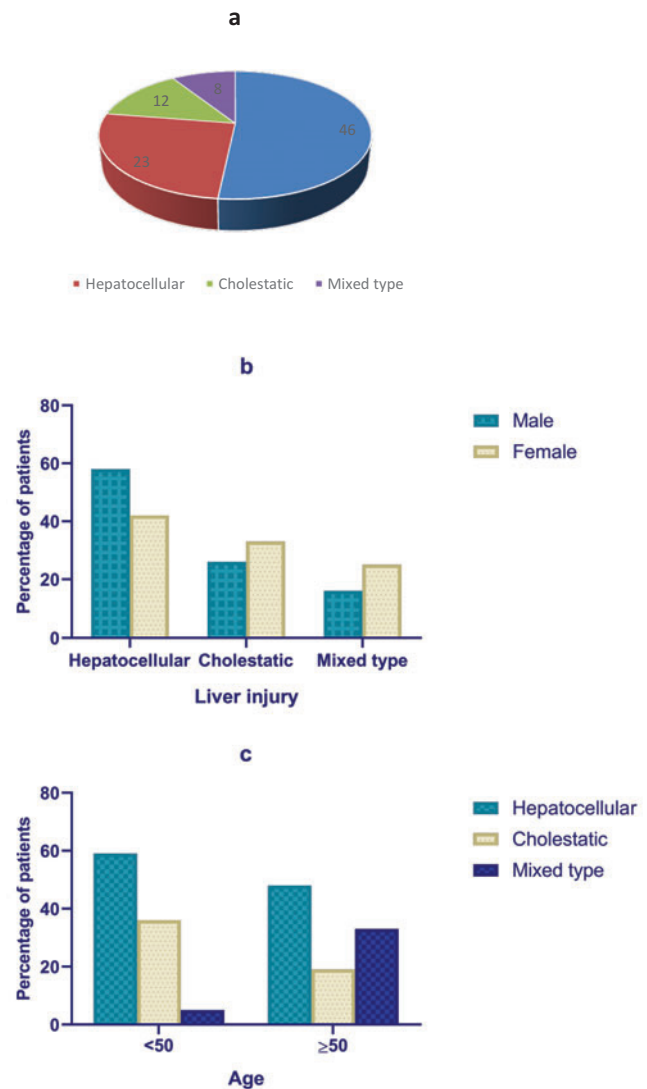 a
8
12
46
23
Hepatocellular Cholestatic Mixed type
b
80
60
40
20
0
Percentage of patients
Male
Female
Hepatocellular Cholestatic Mixed type
Liver injury
c
80
60
40
20
0
Percentage of patients
Hepatocellular
Cholestatic
Mixed type
<50 ≥50
Age